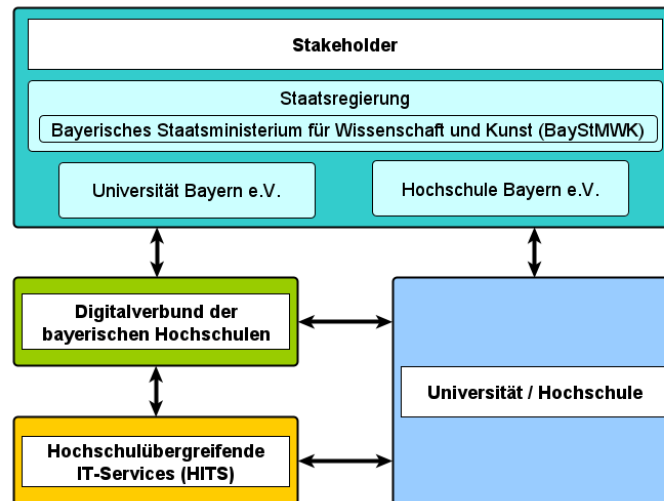 Stakeholder
Staatsregierung
Bayerisches Staatsministerium für Wissenschaft und Kunst (BayStMWK)
Universität Bayern e.V.
Hochschule Bayern e.V.
Digitalverbund der
bayerischen Hochschulen
Universität / Hochschule
Hochschulübergreifende
IT-Services (HITS)